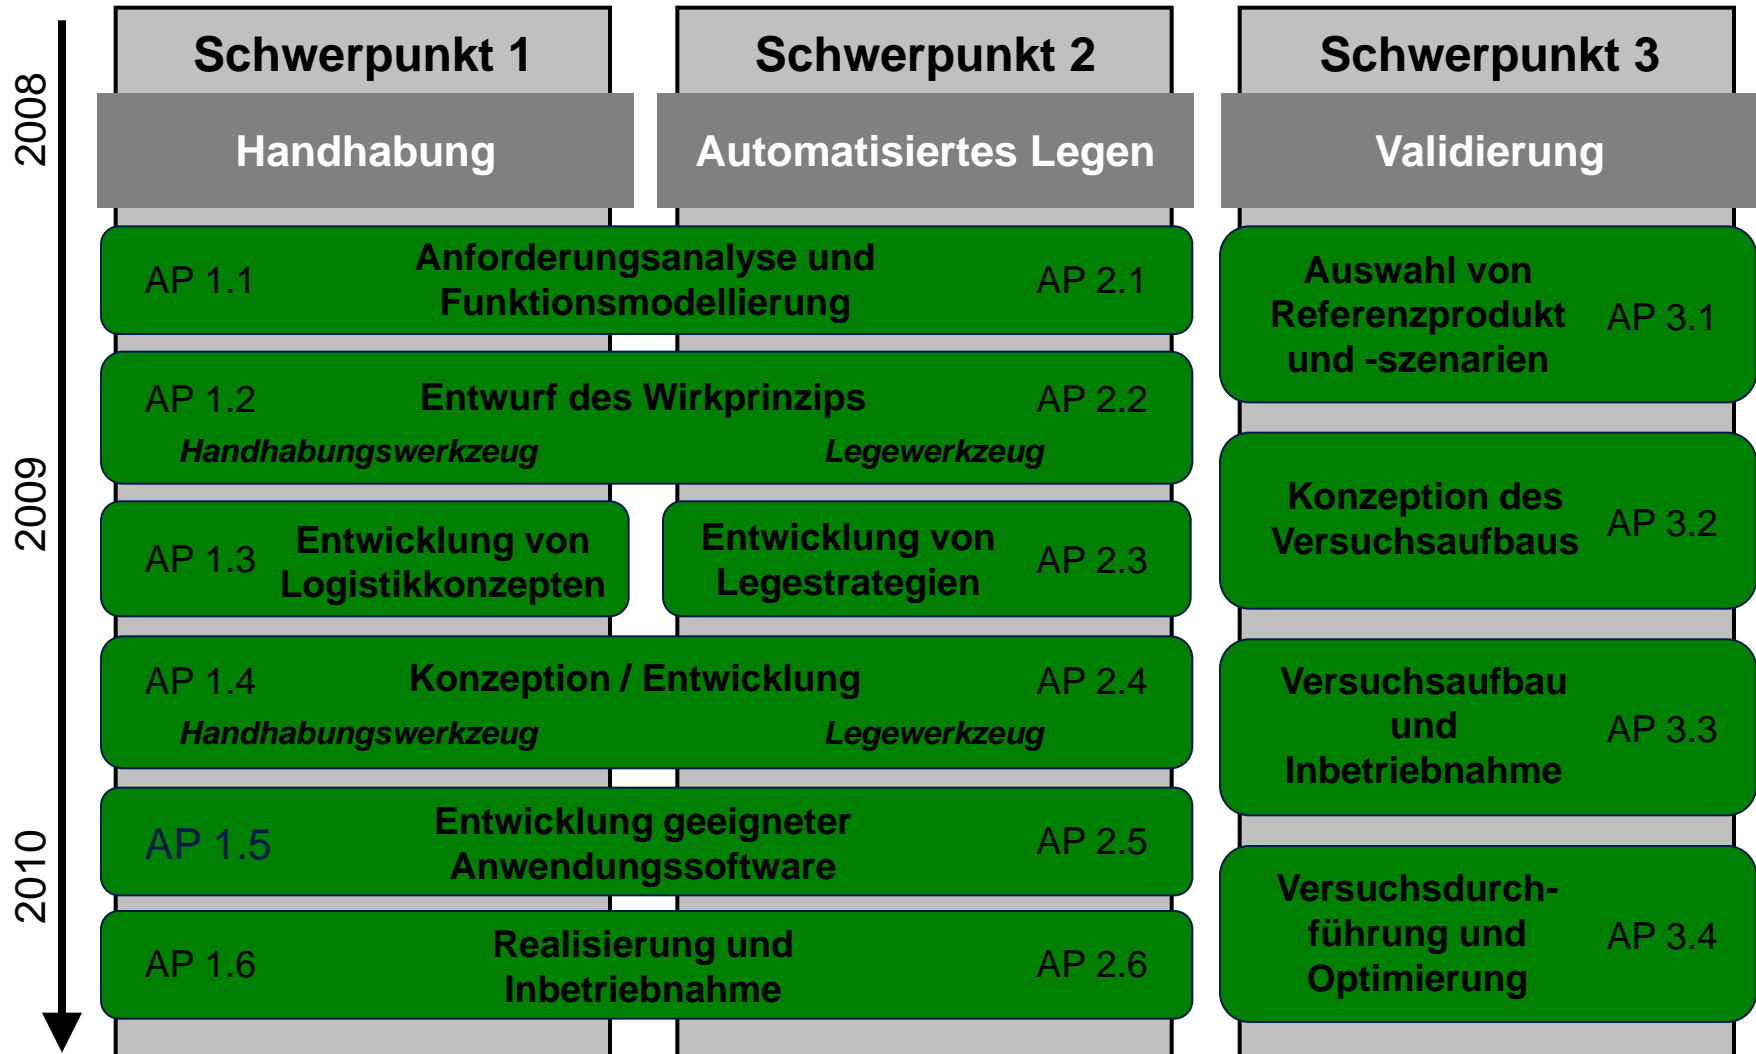 2008
2009
2010
Schwerpunkt 1
Schwerpunkt 2
Schwerpunkt 3
Handhabung
Automatisiertes Legen
Validierung
AP 1.1
Anforderungsanalyse und
Funktionsmodellierung
AP 2.1
AP 1.2
Entwurf des Wirkprinzips
AP 2.2
Handhabungswerkzeug
Legewerkzeug
AP 1.3
Entwicklung von
Logistikkonzepten
Entwicklung von
Legestrategien
AP 2.3
AP 1.4
Konzeption / Entwicklung
AP 2.4
Handhabungswerkzeug
Legewerkzeug
AP 1.5
Entwicklung geeigneter
Anwendungssoftware
AP 2.5
AP 1.6
Realisierung und
Inbetriebnahme
AP 2.6
Auswahl von
Referenzprodukt
und -szenarien
AP 3.1
Konzeption des
Versuchsaufbaus
AP 3.2
Versuchsaufbau
und
Inbetriebnahme
AP 3.3
Versuchsdurch-
führung und
Optimierung
AP 3.4